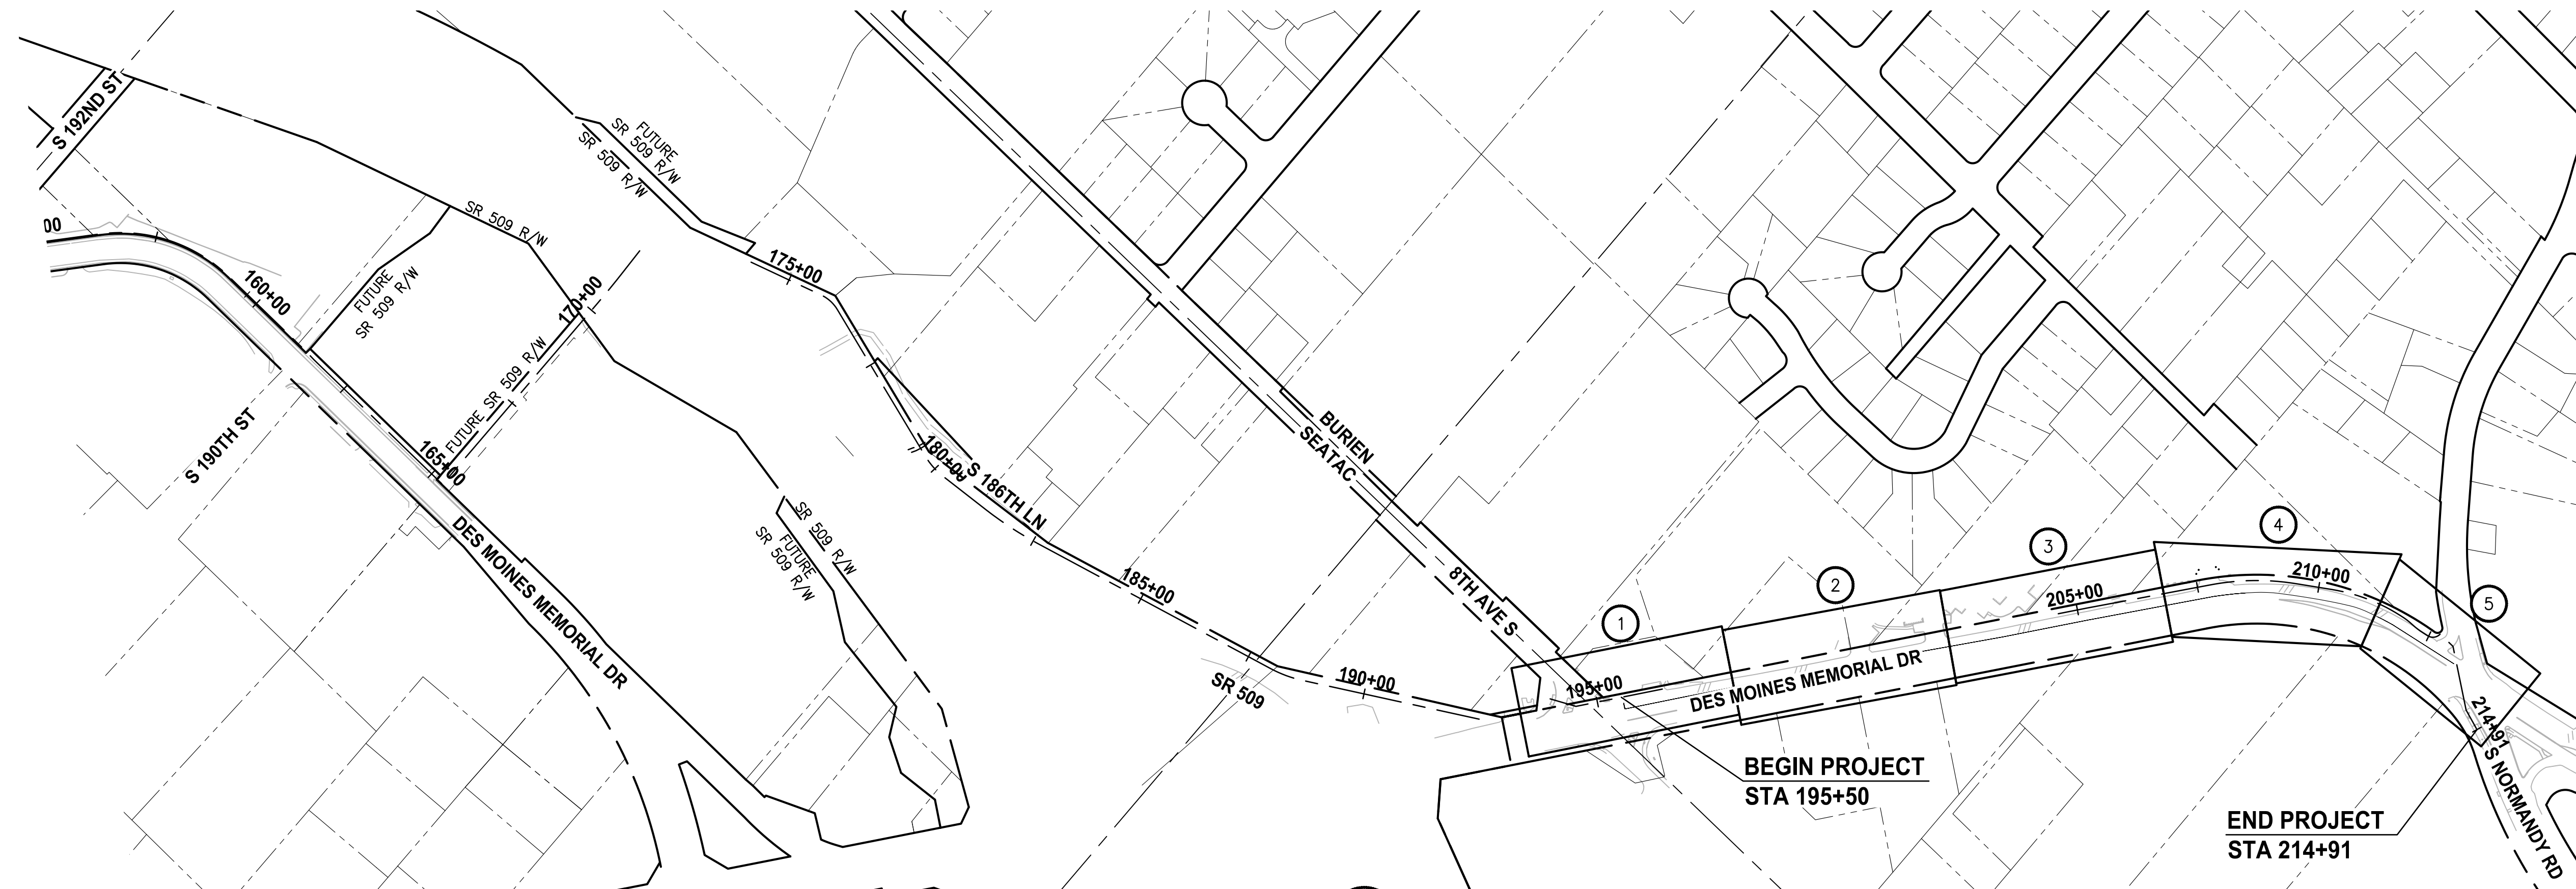 S 192ND ST
00
160+00
FUTURE
SR 509 R/W
SR 509 R/W
S 190TH ST
165+00
FUTURE SR 509 R/W
170+00
DES MOINES MEMORIAL DR
FUTURE
SR 509 R/W
SR 509 R/W
175+00
180+00
S 186TH LN
SR 509 R/W
FUTURE
SR 509 R/W
185+00
SR 509
190+00
BURIEN
SEATAC
8TH AVE S
195+00
1
2
3
4
5
DES MOINES MEMORIAL DR
205+00
210+00
214+91
S NORMANDY RD
BEGIN PROJECT
STA 195+50
END PROJECT
STA 214+91